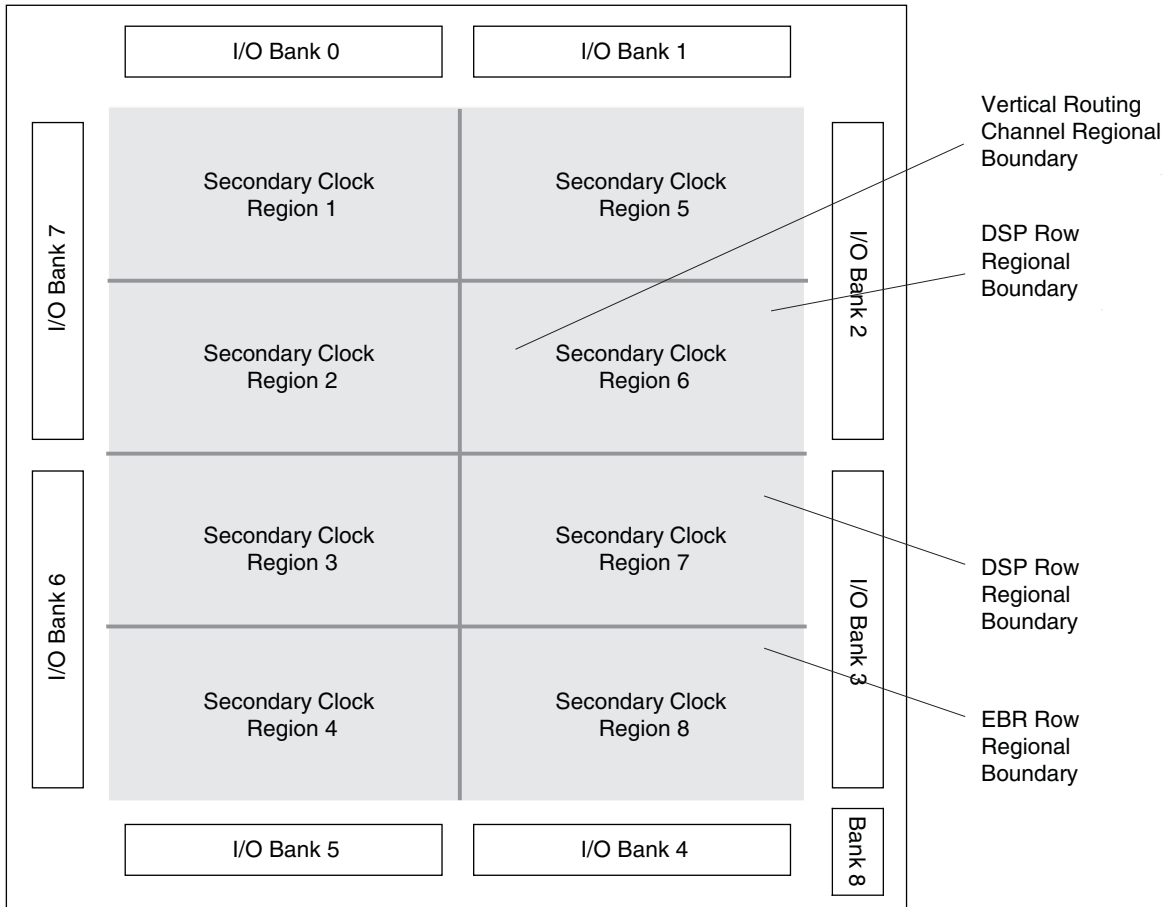 I/O Bank 0
I/O Bank 1
Vertical Routing
Channel Regional
Boundary
I/O Bank 7
Secondary Clock
Region 1
Secondary Clock
Region 5
I/O Bank 2
DSP Row
Regional
Boundary
Secondary Clock
Region 2
Secondary Clock
Region 6
I/O Bank 6
Secondary Clock
Region 3
Secondary Clock
Region 7
I/O Bank 3
DSP Row
Regional
Boundary
Secondary Clock
Region 4
Secondary Clock
Region 8
EBR Row
Regional
Boundary
I/O Bank 5
I/O Bank 4
Bank 8